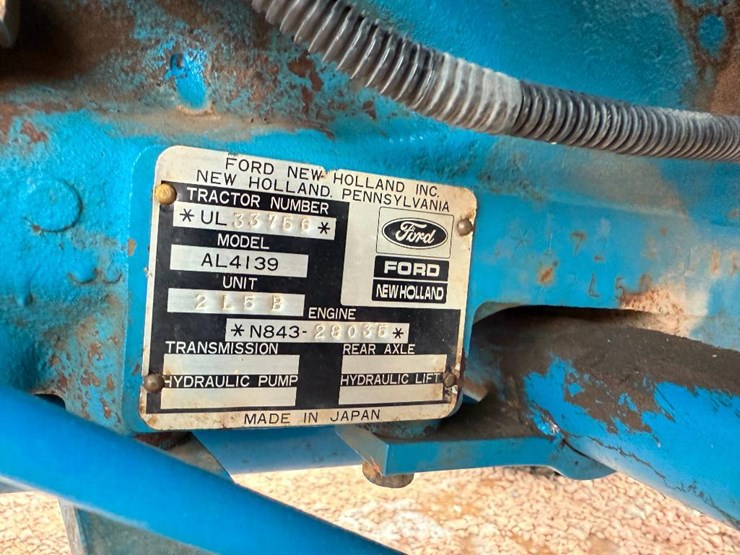 FORD NEW HOLLAND INC.
NEW HOLLAND, PENNSYLVANIA
TRACTOR NUMBER
*UL33756*
Ford
MODEL
AL4139
FORD
NEW HOLLAND
UNIT
2L5B
ENGINE
*N843-28035*
TRANSMISSION REAR AXLE
HYDRAULIC PUMP HYDRAULIC LIFT
MADE IN JAPAN